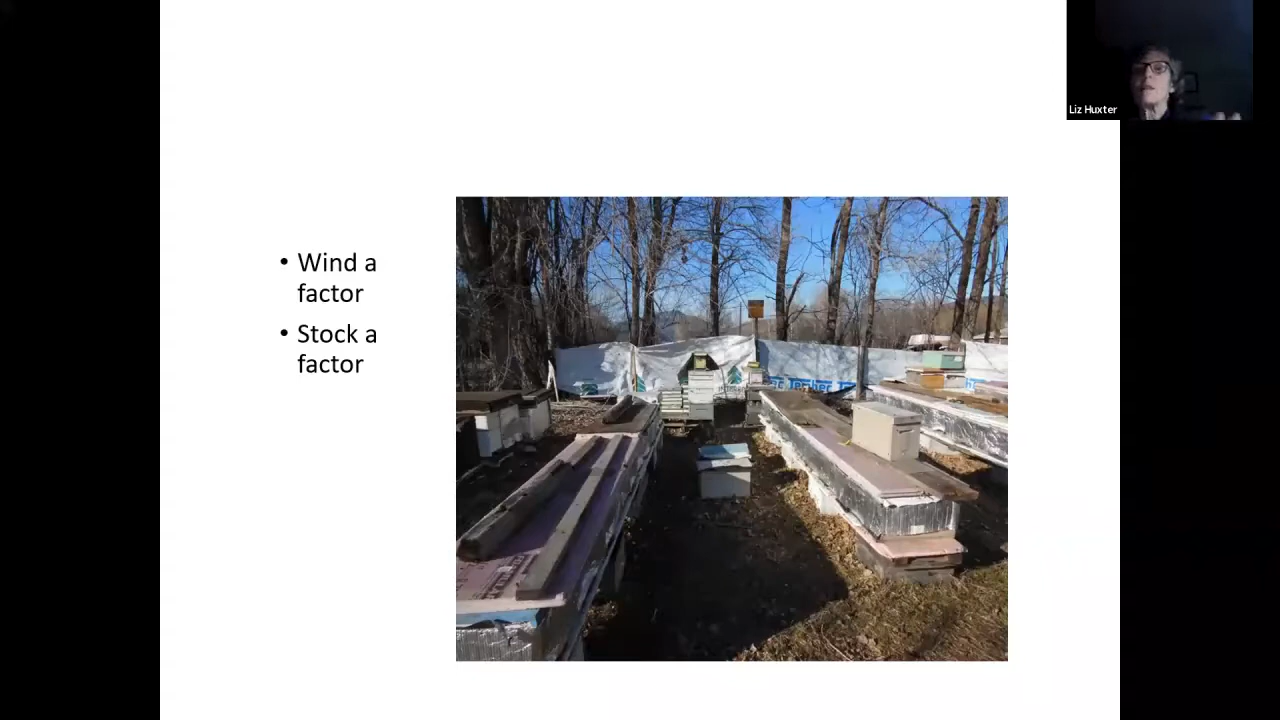 Liz Huxter
• Wind a
factor
• Stock a
factor